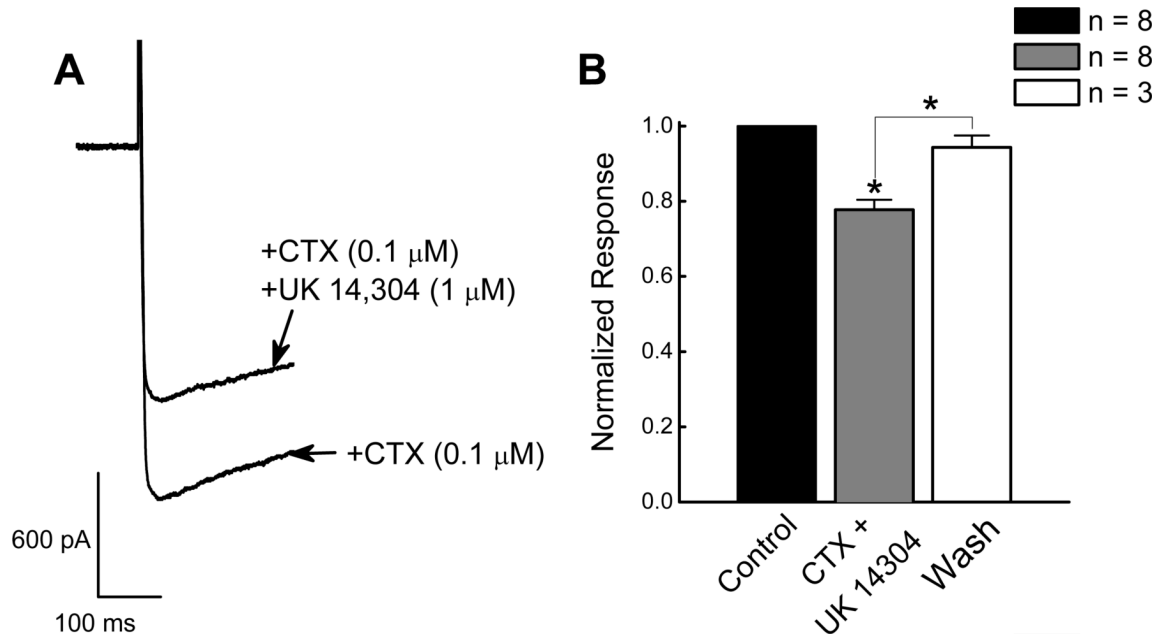 A
+CTX (0.1 μM)
+UK 14,304 (1 μM)
+CTX (0.1 μM)
600 pA
100 ms
B
n = 8
n = 8
n = 3
*
*
Normalized Response
1.0
0.8
0.6
0.4
0.2
0.0
Control
CTX +
UK 14304
Wash